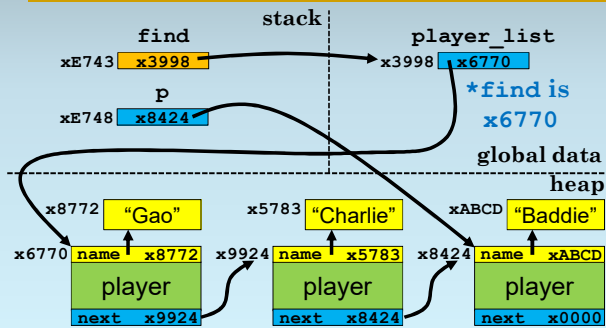 stack
find
player_list
xE743 x3998
x3998 x6770
p
*find is
x6770
xE748 x8424
global data
heap
x8772 “Gao”
x5783 “Charlie”
xABCD “Baddie”
x6770 name x8772
x9924 name x5783
x8424 name xABCD
player
player
player
next x9924
next x8424
next x0000